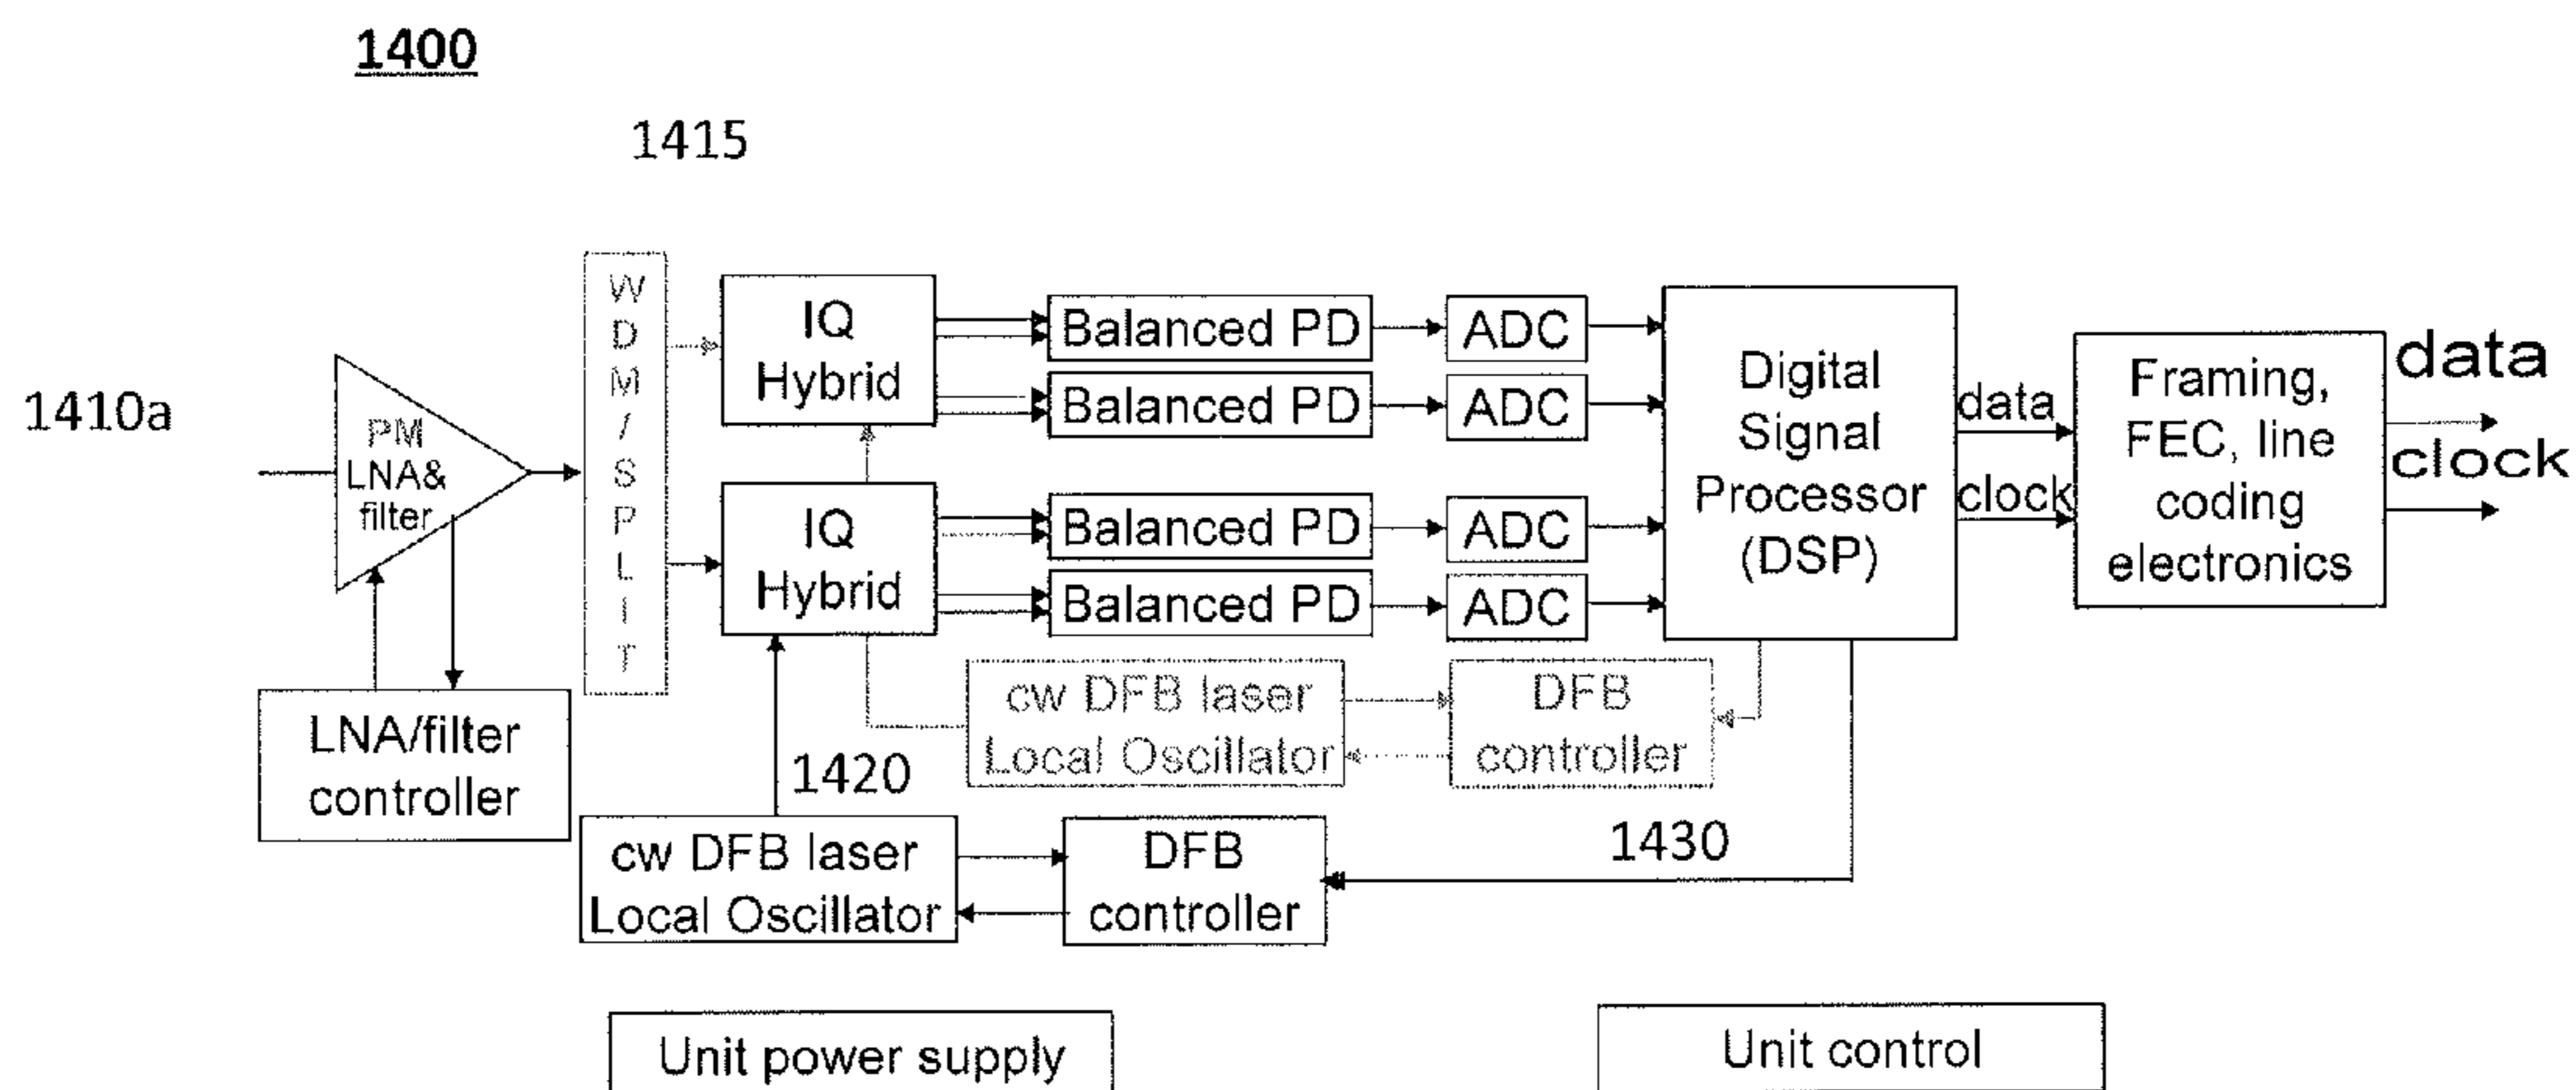 1400
1415
1410a
PM
LNA&
filter
LNA/filter
controller
W
D
M
/
S
P
L
I
T
IQ
Hybrid
IQ
Hybrid
Balanced PD
Balanced PD
Balanced PD
Balanced PD
ADC
ADC
ADC
ADC
Digital
Signal
Processor
(DSP)
data
clock
Framing,
FEC, line
coding
electronics
data
clock
cw DFB laser
Local Oscillator
DFB
controller
1420
cw DFB laser
Local Oscillator
DFB
controller
1430
Unit power supply
Unit control